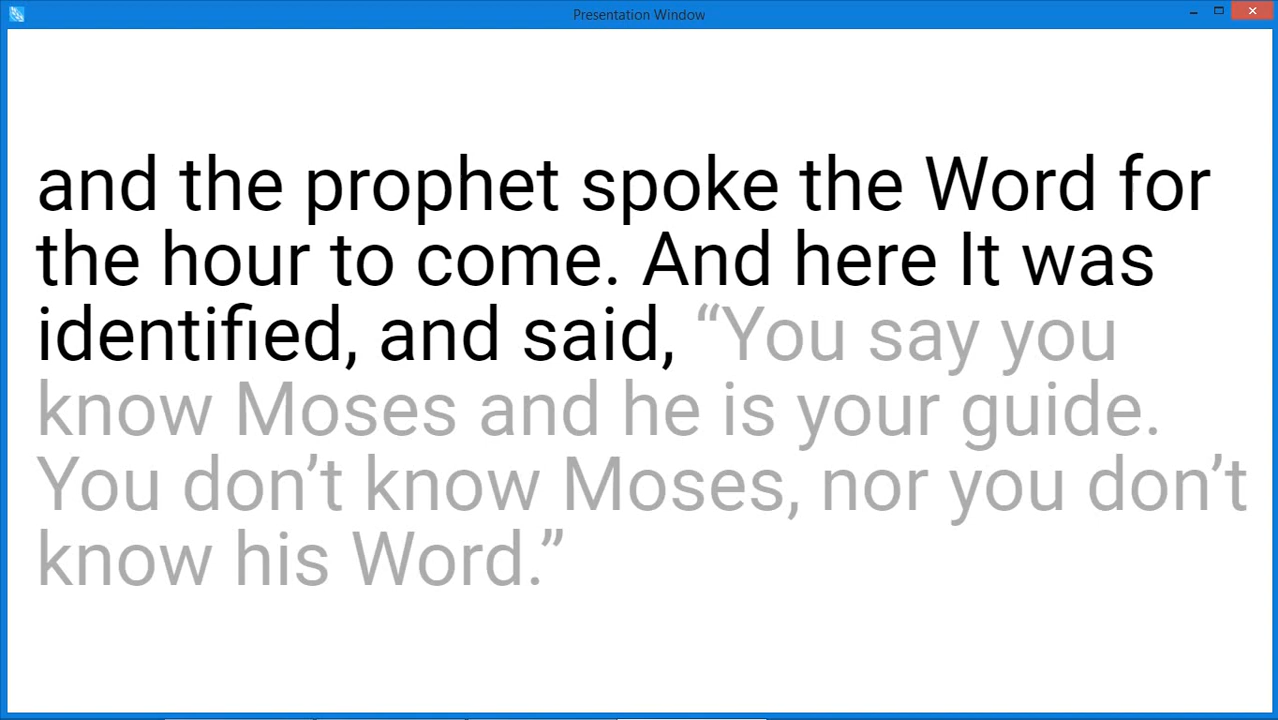 Presentation Window
and the prophet spoke the Word for
the hour to come. And here It was
identified, and said, “You say you
know Moses and he is your guide.
You don’t know Moses, nor you don’t
know his Word.”